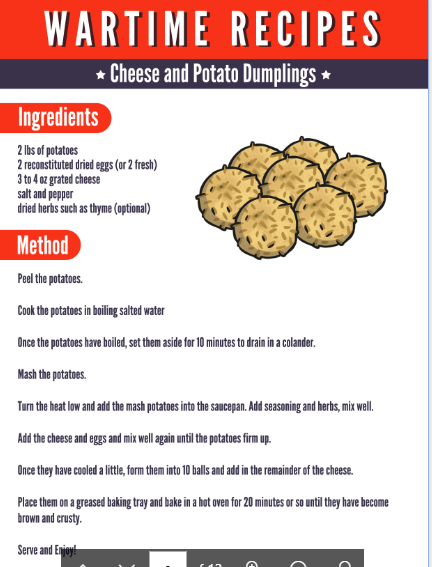 WARTIME RECIPES
★ Cheese and Potato Dumplings ★
Ingredients
2 lbs of potatoes
2 reconstituted dried eggs (or 2 fresh)
3 to 4 oz grated cheese
salt and pepper
dried herbs such as thyme (optional)
Method
Peel the potatoes.
Cook the potatoes in boiling salted water
Once the potatoes have boiled, set them aside for 10 minutes to drain in a colander.
Mash the potatoes.
Turn the heat low and add the mash potatoes into the saucepan. Add seasoning and herbs, mix well.
Add the cheese and eggs and mix well again until the potatoes firm up.
Once they have cooled a little, form them into 10 balls and add in the remainder of the cheese.
Place them on a greased baking tray and bake in a hot oven for 20 minutes or so until they have become
brown and crusty.
Serve and Enjoy!